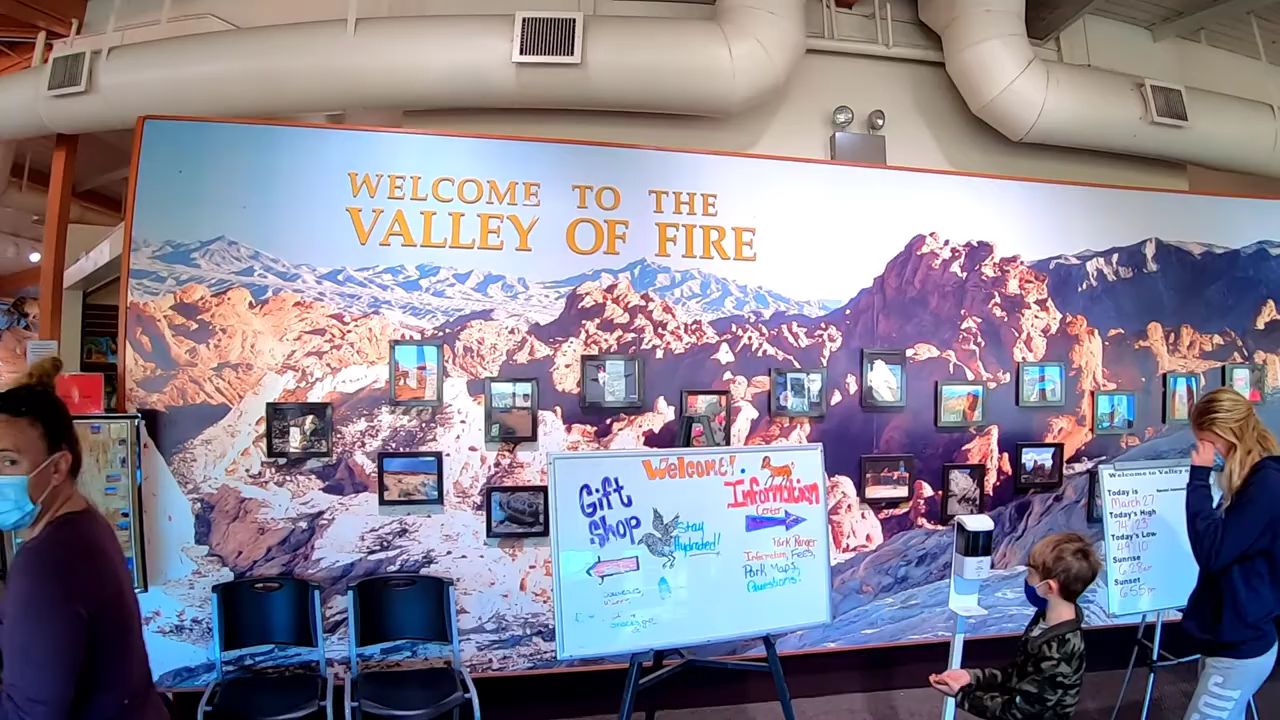 WELCOME TO THE
VALLEY OF FIRE
Welcome!
Gift
Shop
Stay
Hydrated!
Information
Center
Park Ranger
Information, Fees,
Park Maps,
Questions!
Welcome to Valley
Today is
March 27
Today's High
74 / 23
Today's Low
49 / 10
Sunrise
6:28
Sunset
6:55 pm